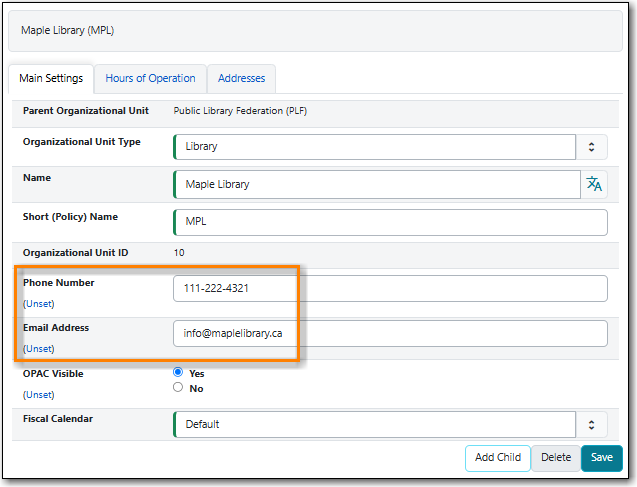 Maple Library (MPL)
Main Settings Hours of Operation Addresses
Parent Organizational Unit Public Library Federation (PLF)
Organizational Unit Type Library
Name Maple Library
Short (Policy) Name MPL
Organizational Unit ID 10
Phone Number 111-222-4321
(Unset)
Email Address info@maplelibrary.ca
(Unset)
OPAC Visible Yes
(Unset) No
Fiscal Calendar Default
Add Child Delete Save